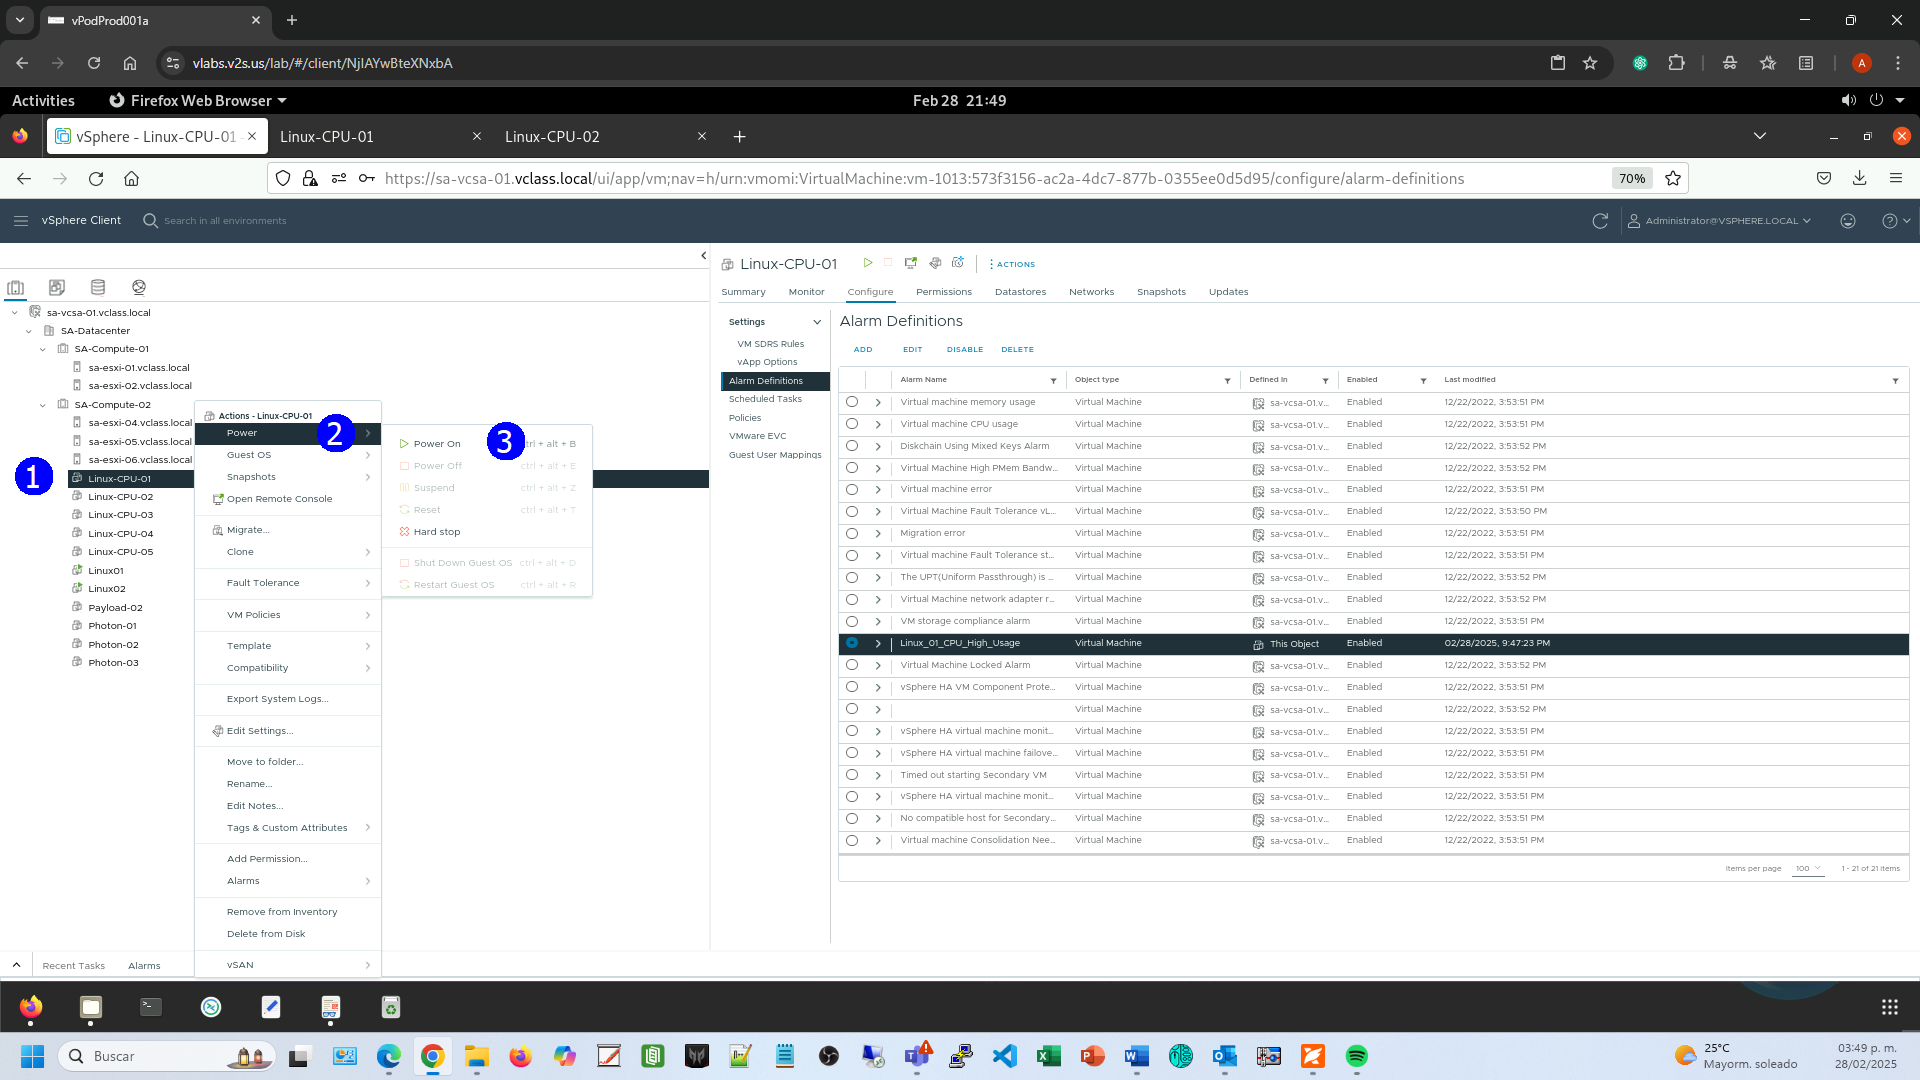 vPodProd001a
vlabs.v2s.us/lab/#/client/NjIAYwBteXNxbA
A
Activities
Firefox Web Browser
Feb 28 21:49
vSphere - Linux-CPU-01
Linux-CPU-01
Linux-CPU-02
https://sa-vcsa-01.vclass.local/ui/app/vm;nav=h/urn:vmomi:VirtualMachine:vm-1013:573f3156-ac2a-4dc7-877b-0355ee0d5d95/configure/alarm-definitions
70%
vSphere Client
Search in all environments
Administrator@VSPHERE.LOCAL
sa-vcsa-01.vclass.local
SA-Datacenter
SA-Compute-01
sa-esxi-01.vclass.local
sa-esxi-02.vclass.local
SA-Compute-02
sa-esxi-04.vclass.local
sa-esxi-05.vclass.local
sa-esxi-06.vclass.local
1
Linux-CPU-01
Linux-CPU-02
Linux-CPU-03
Linux-CPU-04
Linux-CPU-05
Linux01
Linux02
Payload-02
Photon-01
Photon-02
Photon-03
Actions - Linux-CPU-01
Power
2
Guest OS
Snapshots
Open Remote Console
Migrate...
Clone
Fault Tolerance
VM Policies
Template
Compatibility
Export System Logs...
Edit Settings...
Move to folder...
Rename...
Edit Notes...
Tags & Custom Attributes
Add Permission...
Alarms
Remove from Inventory
Delete from Disk
vSAN
Power On 3 ctrl + alt + B
Power Off ctrl + alt + E
Suspend ctrl + alt + Z
Reset ctrl + alt + T
Hard stop
Shut Down Guest OS ctrl + alt + D
Restart Guest OS ctrl + alt + R
Linux-CPU-01
ACTIONS
Summary Monitor Configure Permissions Datastores Networks Snapshots Updates
Settings
VM SDRS Rules
vApp Options
Alarm Definitions
Scheduled Tasks
Policies
VMware EVC
Guest User Mappings
Alarm Definitions
ADD EDIT DISABLE DELETE
Alarm Name Object type Defined In Enabled Last modified
Virtual machine memory usage Virtual Machine sa-vcsa-01.v... Enabled 12/22/2022, 3:53:51 PM
Virtual machine CPU usage Virtual Machine sa-vcsa-01.v... Enabled 12/22/2022, 3:53:51 PM
Diskchain Using Mixed Keys Alarm Virtual Machine sa-vcsa-01.v... Enabled 12/22/2022, 3:53:52 PM
Virtual Machine High PMem Bandw... Virtual Machine sa-vcsa-01.v... Enabled 12/22/2022, 3:53:52 PM
Virtual machine error Virtual Machine sa-vcsa-01.v... Enabled 12/22/2022, 3:53:51 PM
Virtual Machine Fault Tolerance vL... Virtual Machine sa-vcsa-01.v... Enabled 12/22/2022, 3:53:50 PM
Migration error Virtual Machine sa-vcsa-01.v... Enabled 12/22/2022, 3:53:51 PM
Virtual machine Fault Tolerance st... Virtual Machine sa-vcsa-01.v... Enabled 12/22/2022, 3:53:52 PM
The UPT(Uniform Passthrough) is ... Virtual Machine sa-vcsa-01.v... Enabled 12/22/2022, 3:53:52 PM
Virtual Machine network adapter r... Virtual Machine sa-vcsa-01.v... Enabled 12/22/2022, 3:53:52 PM
VM storage compliance alarm Virtual Machine sa-vcsa-01.v... Enabled 12/22/2022, 3:53:51 PM
Linux_01_CPU_High_Usage Virtual Machine This Object Enabled 02/28/2025, 9:47:23 PM
Virtual Machine Locked Alarm Virtual Machine sa-vcsa-01.v... Enabled 12/22/2022, 3:53:52 PM
vSphere HA VM Component Prote... Virtual Machine sa-vcsa-01.v... Enabled 12/22/2022, 3:53:51 PM
Virtual Machine sa-vcsa-01.v... Enabled 12/22/2022, 3:53:52 PM
vSphere HA virtual machine monit... Virtual Machine sa-vcsa-01.v... Enabled 12/22/2022, 3:53:51 PM
vSphere HA virtual machine failove... Virtual Machine sa-vcsa-01.v... Enabled 12/22/2022, 3:53:51 PM
Timed out starting Secondary VM Virtual Machine sa-vcsa-01.v... Enabled 12/22/2022, 3:53:51 PM
vSphere HA virtual machine monit... Virtual Machine sa-vcsa-01.v... Enabled 12/22/2022, 3:53:51 PM
No compatible host for Secondary... Virtual Machine sa-vcsa-01.v... Enabled 12/22/2022, 3:53:51 PM
Virtual machine Consolidation Nee... Virtual Machine sa-vcsa-01.v... Enabled 12/22/2022, 3:53:51 PM
Items per page 100 1 - 21 of 21 items
Recent Tasks Alarms
Buscar
25°C
Mayorm. soleado
03:49 p. m.
28/02/2025